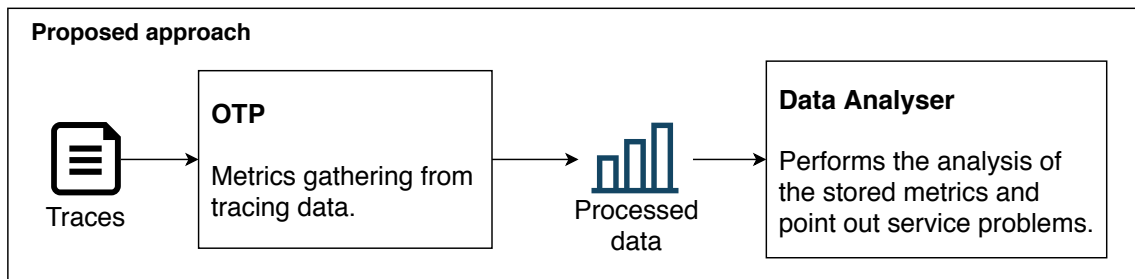 Proposed approach
Traces
OTP
Metrics gathering from
tracing data.
Processed
data
Data Analyser
Performs the analysis of
the stored metrics and
point out service problems.